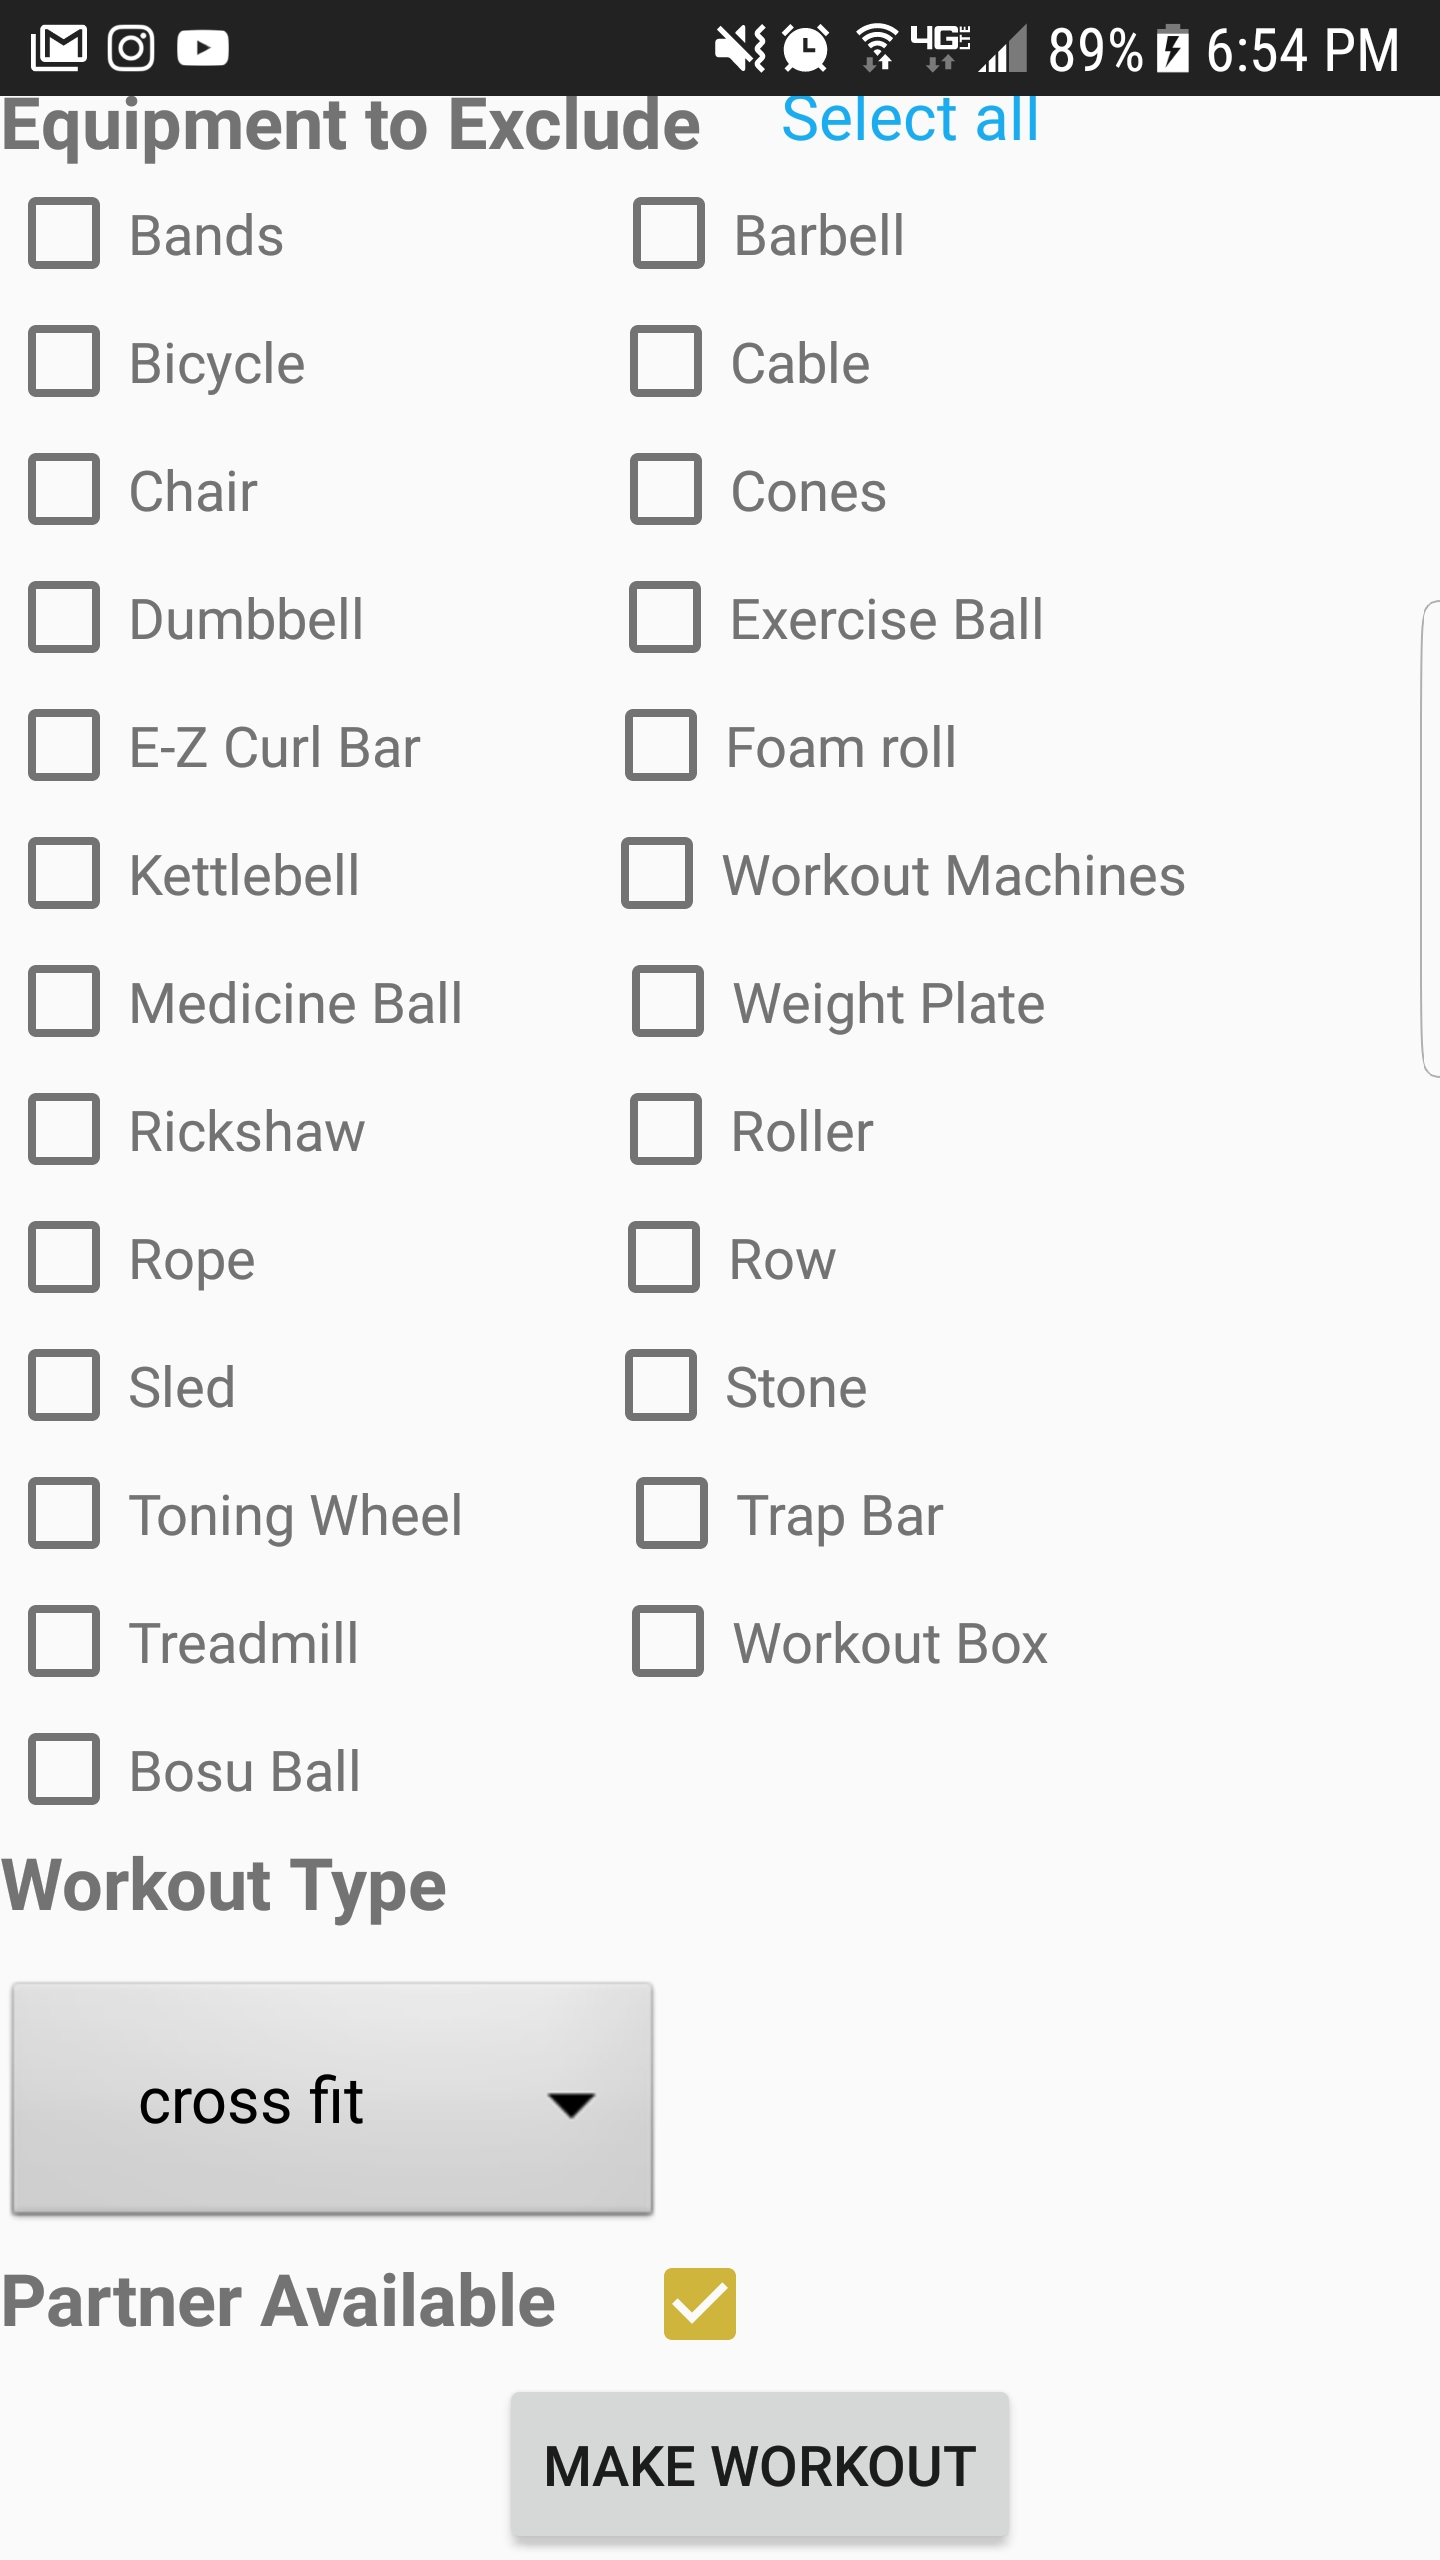 4G LTE 89% 6:54 PM
Equipment to Exclude Select all
Bands Barbell
Bicycle Cable
Chair Cones
Dumbbell Exercise Ball
E-Z Curl Bar Foam roll
Kettlebell Workout Machines
Medicine Ball Weight Plate
Rickshaw Roller
Rope Row
Sled Stone
Toning Wheel Trap Bar
Treadmill Workout Box
Bosu Ball
Workout Type
cross fit
Partner Available
MAKE WORKOUT